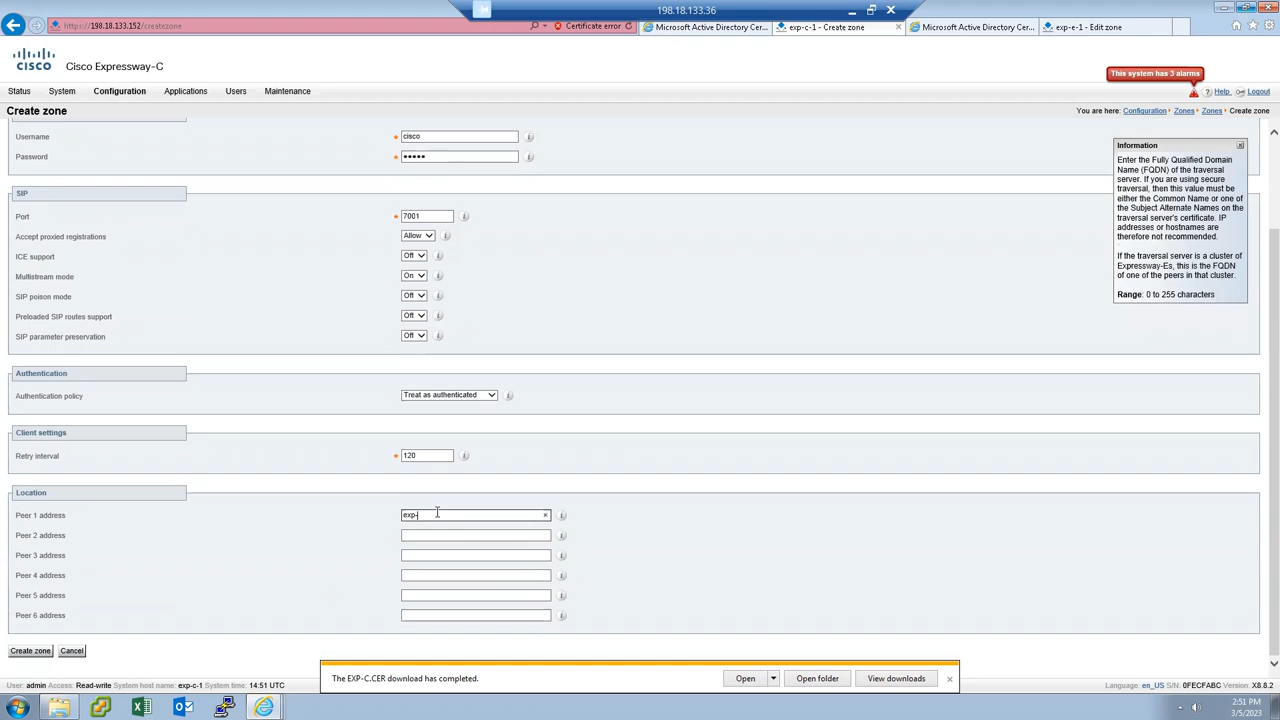 198.18.133.36
https://198.18.133.152/createzone
Certificate error
Microsoft Active Directory Cer...
exp-c-1 - Create zone
Microsoft Active Directory Cer...
exp-e-1 - Edit zone
CISCO
Cisco Expressway-C
This system has 3 alarms
Help
Logout
Status
System
Configuration
Applications
Users
Maintenance
Create zone
You are here: Configuration Zones Zones Create zone
Username
cisco
Password
•••••
SIP
Port
7001
Accept proxied registrations
Allow
ICE support
Off
Multistream mode
On
SIP poison mode
Off
Preloaded SIP routes support
Off
SIP parameter preservation
Off
Information
Enter the Fully Qualified Domain
Name (FQDN) of the traversal
server. If you are using secure
traversal, then this value must be
either the Common Name or one of
the Subject Alternate Names on the
traversal server's certificate. IP
addresses or hostnames are
therefore not recommended.
If the traversal server is a cluster of
Expressway-Es, this is the FQDN
of one of the peers in that cluster.
Range: 0 to 255 characters
Authentication
Authentication policy
Treat as authenticated
Client settings
Retry interval
120
Location
Peer 1 address
exp-
Peer 2 address
Peer 3 address
Peer 4 address
Peer 5 address
Peer 6 address
Create zone
Cancel
The EXP-C.CER download has completed.
Open
Open folder
View downloads
User: admin Access: Read-write System host name: exp-c-1 System time: 14:51 UTC
Language: en_US S/N: 0FECFABC Version: X8.8.2
2:51 PM
3/5/2023